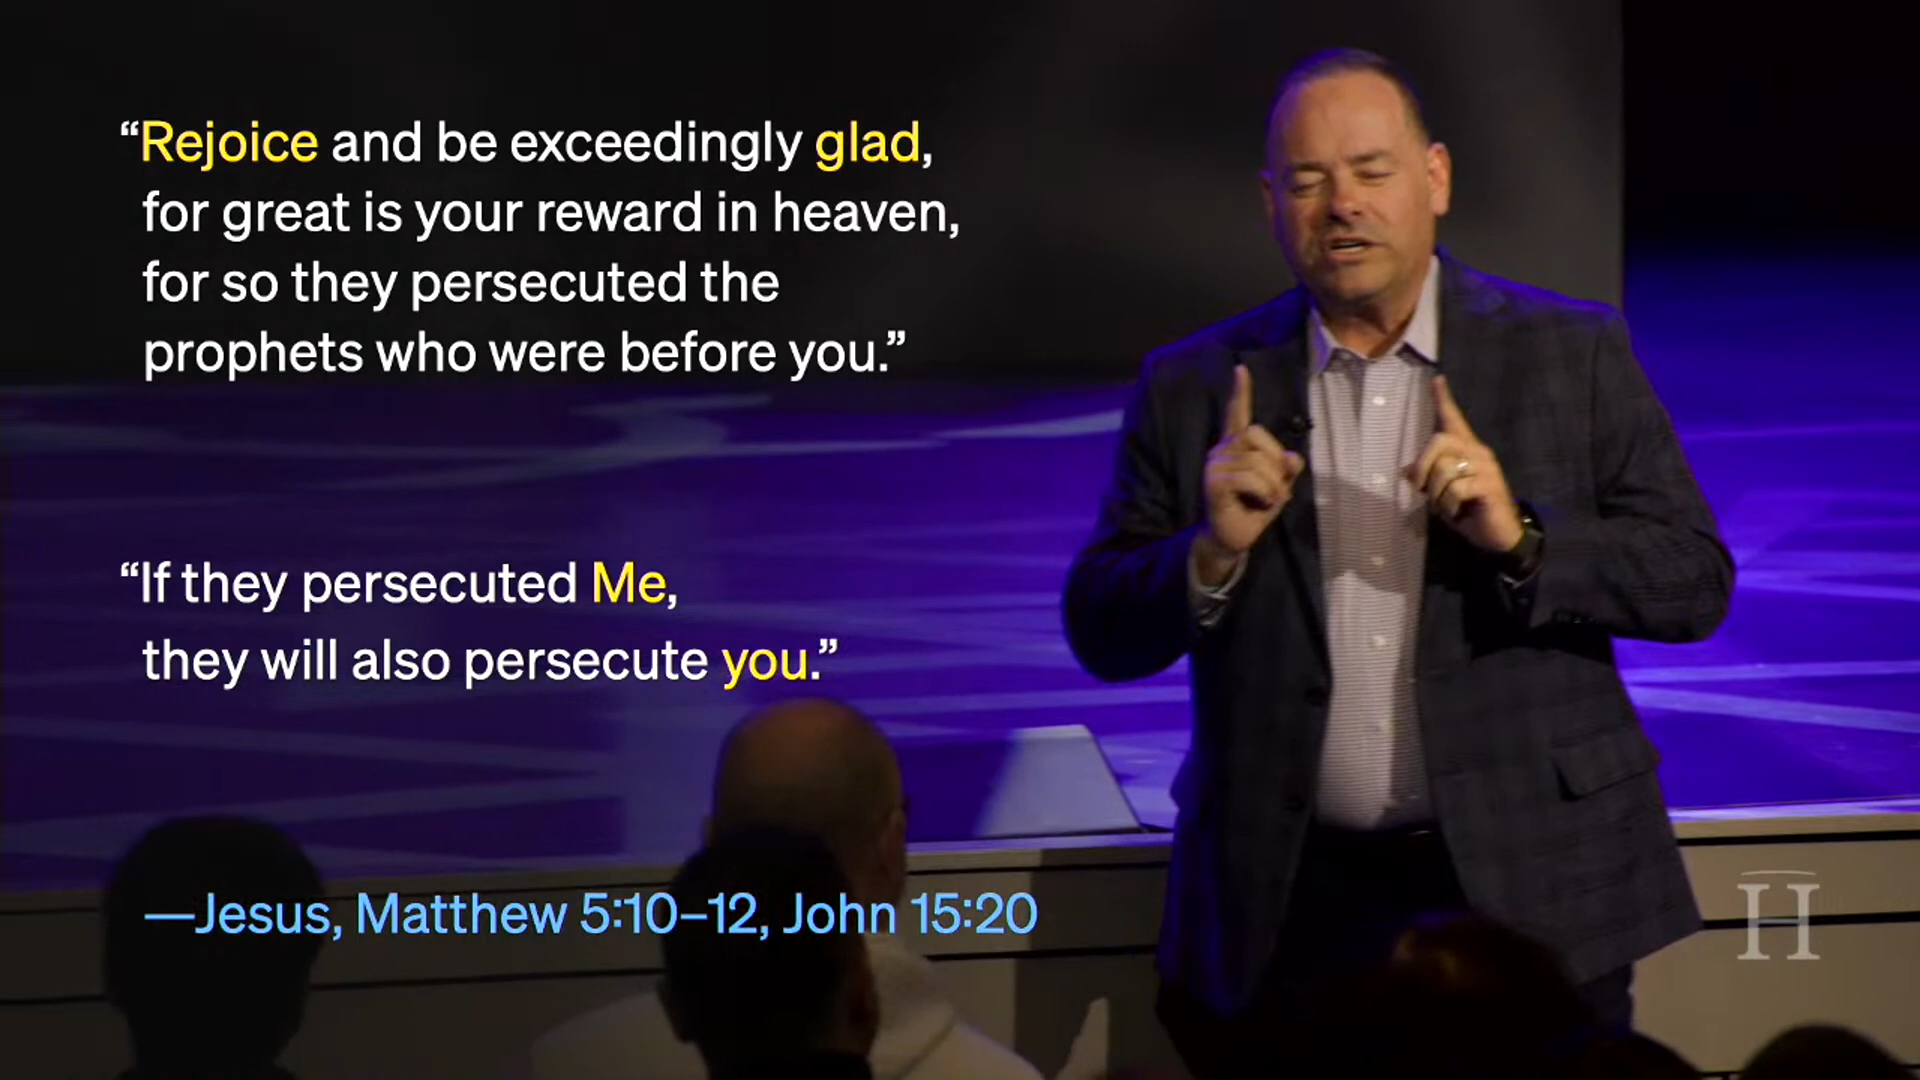 “Rejoice and be exceedingly glad,
for great is your reward in heaven,
for so they persecuted the
prophets who were before you.”
“If they persecuted Me,
they will also persecute you.”
—Jesus, Matthew 5:10–12, John 15:20
H